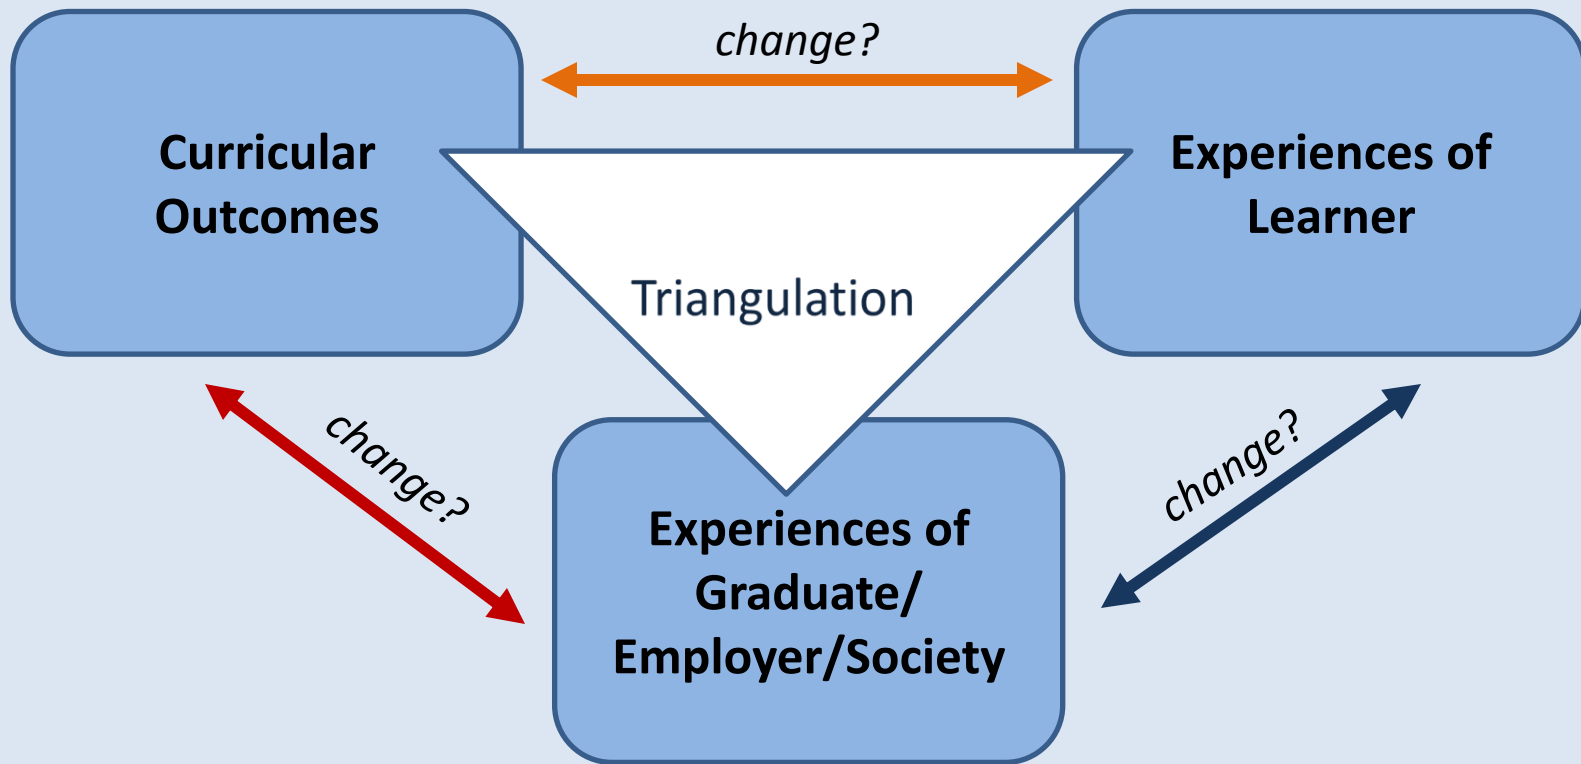 change?
Curricular
Outcomes
Experiences of
Learner
Triangulation
change?
change?
Experiences of
Graduate/
Employer/Society